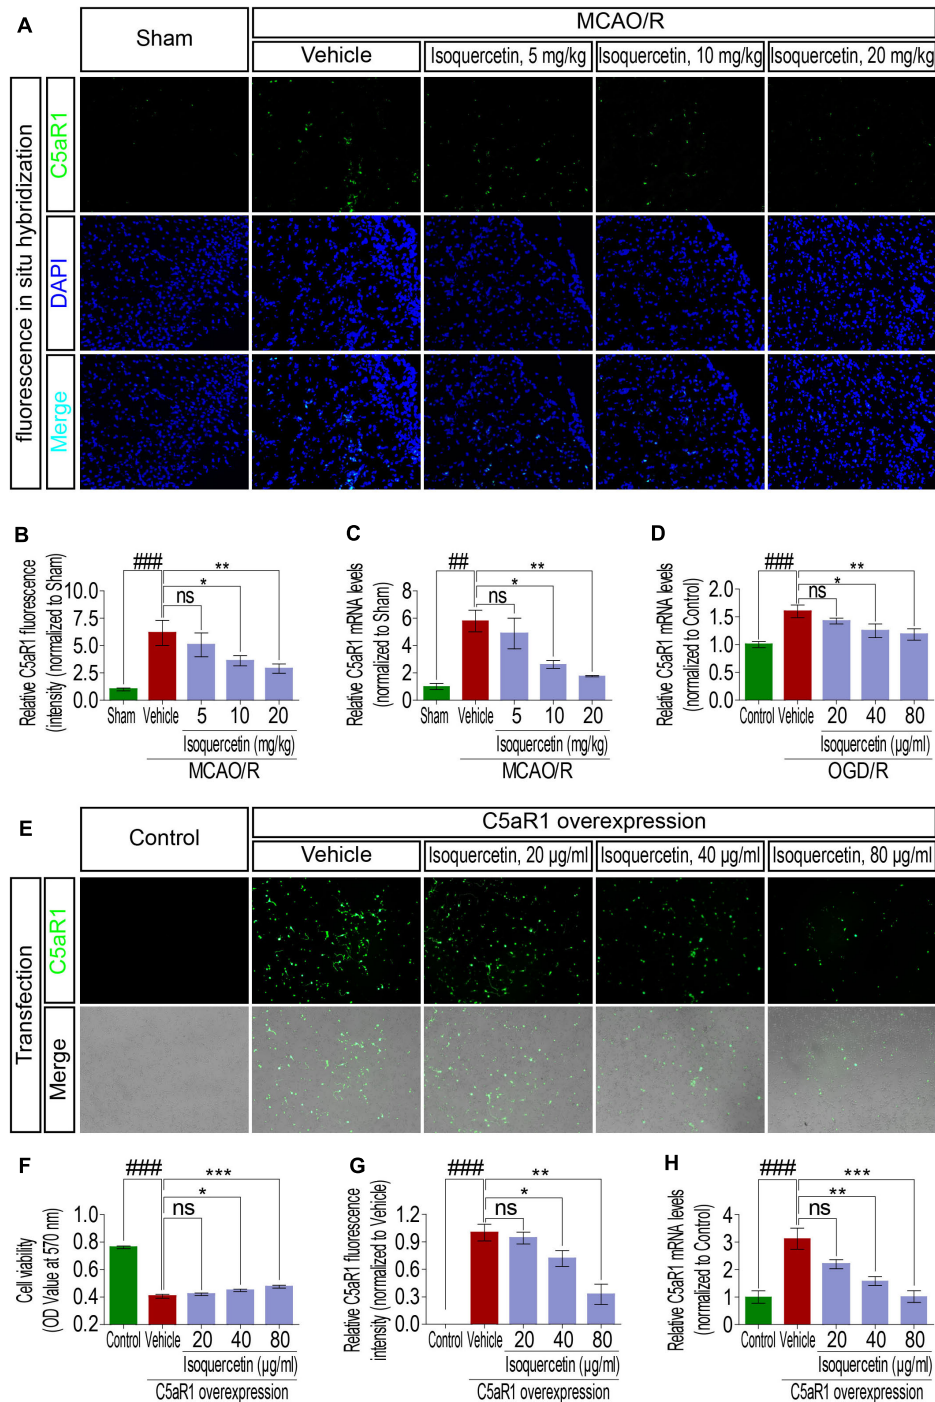 A
Sham
MCAO/R
Vehicle
Isoquercetin, 5 mg/kg
Isoquercetin, 10 mg/kg
Isoquercetin, 20 mg/kg
fluorescence in situ hybridization
C5aR1
DAPI
Merge
B
Relative C5aR1 fluorescence
intensity (normalized to Sham)
10.0
7.5
5.0
2.5
0.0
###
**
*
ns
Sham
Vehicle
5
10
20
Isoquercetin (mg/kg)
MCAO/R
C
Relative C5aR1 mRNA levels
(normalized to Sham)
8
6
4
2
0
##
**
*
ns
Sham
Vehicle
5
10
20
Isoquercetin (mg/kg)
MCAO/R
D
Relative C5aR1 mRNA levels
(normalized to Control)
2.0
1.5
1.0
0.5
0.0
###
**
*
ns
Control
Vehicle
20
40
80
Isoquercetin (μg/ml)
OGD/R
E
Control
C5aR1 overexpression
Vehicle
Isoquercetin, 20 μg/ml
Isoquercetin, 40 μg/ml
Isoquercetin, 80 μg/ml
Transfection
C5aR1
Merge
F
Cell viability
(OD Value at 570 nm)
1.0
0.8
0.6
0.4
0.2
###
***
*
ns
Control
Vehicle
20
40
80
Isoquercetin (μg/ml)
C5aR1 overexpression
G
Relative C5aR1 fluorescence
intensity (normalized to Vehicle)
1.2
0.9
0.6
0.3
0.0
###
**
*
ns
Control
Vehicle
20
40
80
Isoquercetin (μg/ml)
C5aR1 overexpression
H
Relative C5aR1 mRNA levels
(normalized to Control)
4
3
2
1
0
###
***
**
ns
Control
Vehicle
20
40
80
Isoquercetin (μg/ml)
C5aR1 overexpression